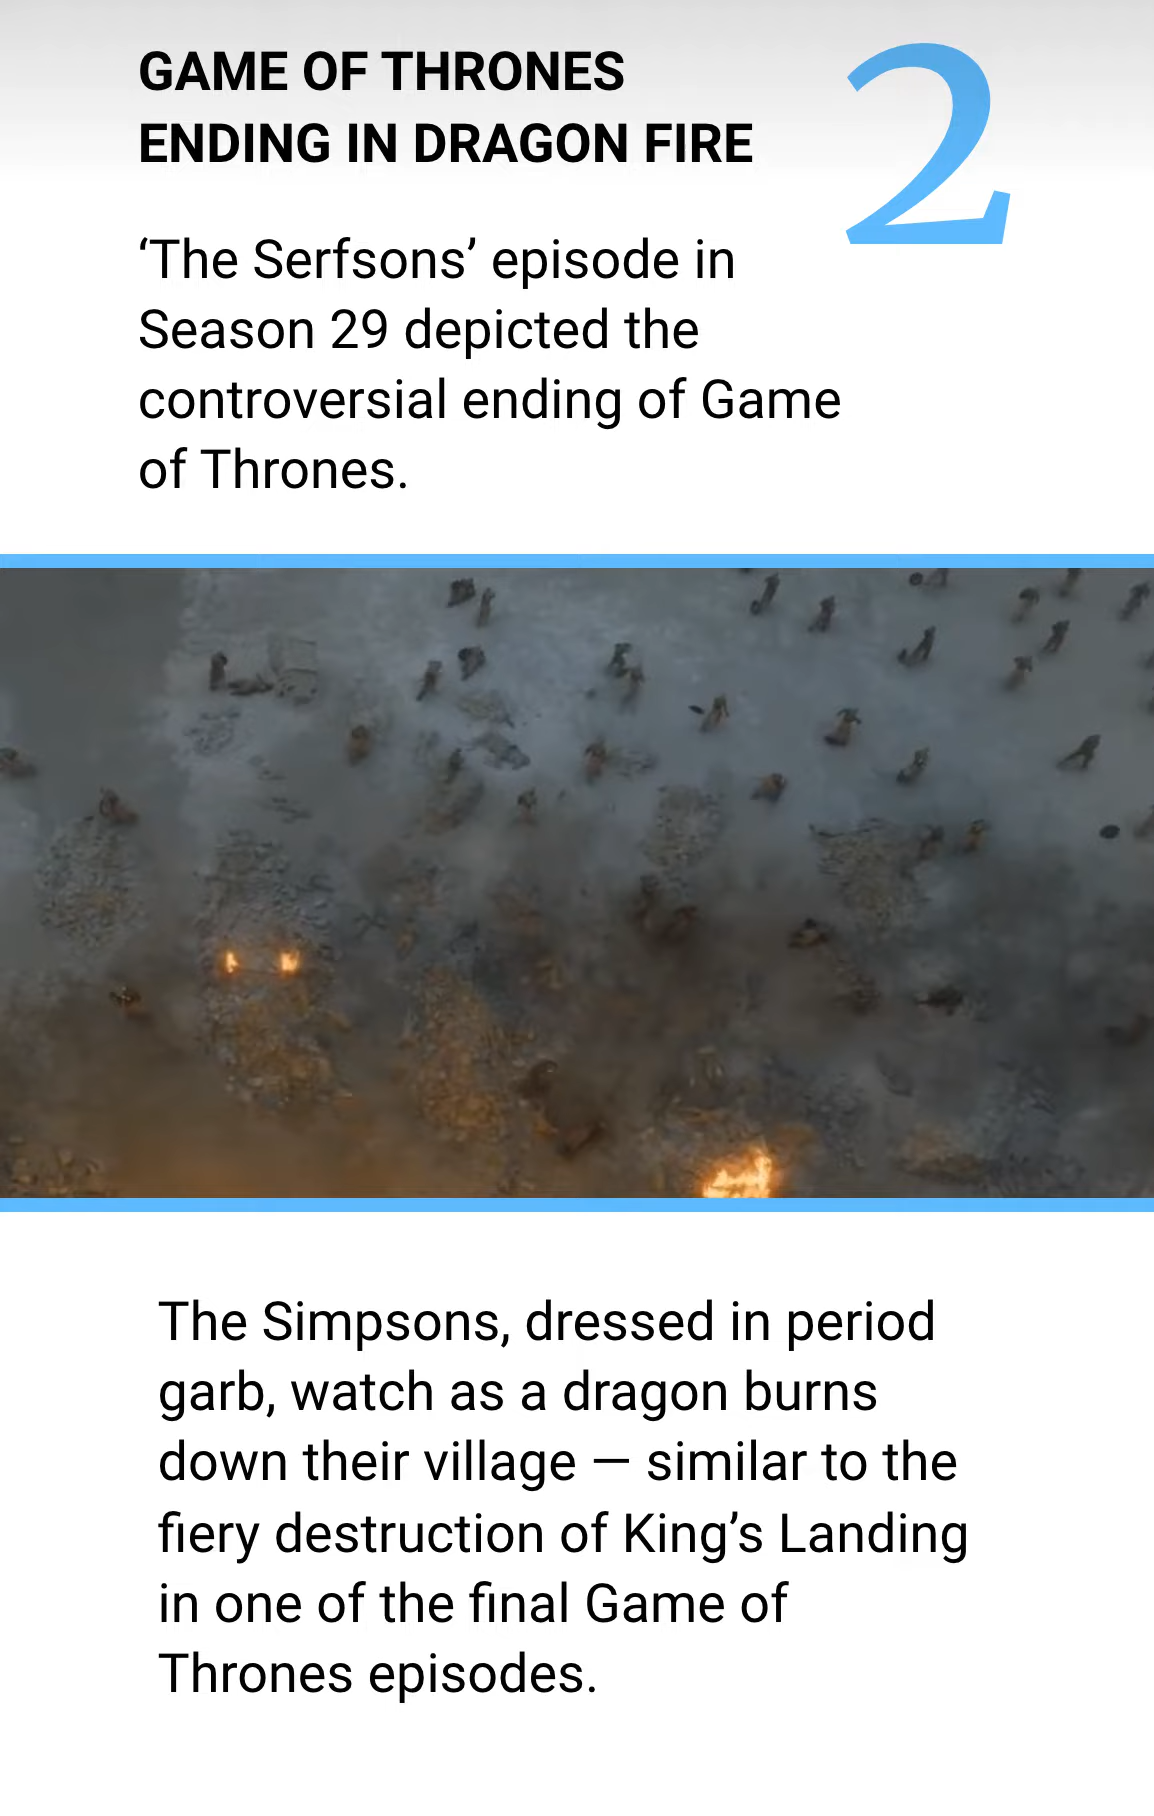 GAME OF THRONES
ENDING IN DRAGON FIRE
2
‘The Serfsons’ episode in
Season 29 depicted the
controversial ending of Game
of Thrones.
The Simpsons, dressed in period
garb, watch as a dragon burns
down their village — similar to the
fiery destruction of King’s Landing
in one of the final Game of
Thrones episodes.